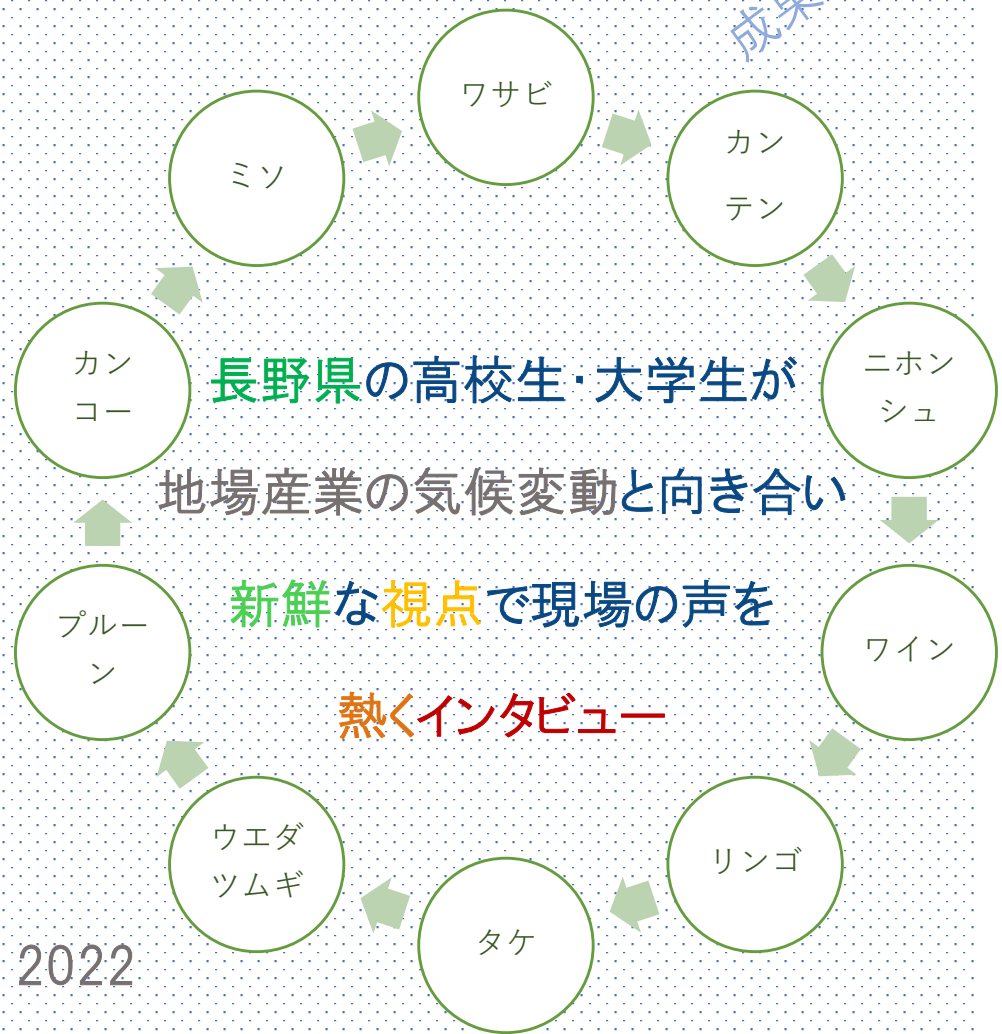 成果
ワサビ
カン
テン
ニホン
シュ
ワイン
リンゴ
タケ
ウエダ
ツムギ
プルー
ン
カン
コー
ミソ
長野県の高校生・大学生が
地場産業の気候変動と向き合い
新鮮な視点で現場の声を
熱くインタビュー
2022